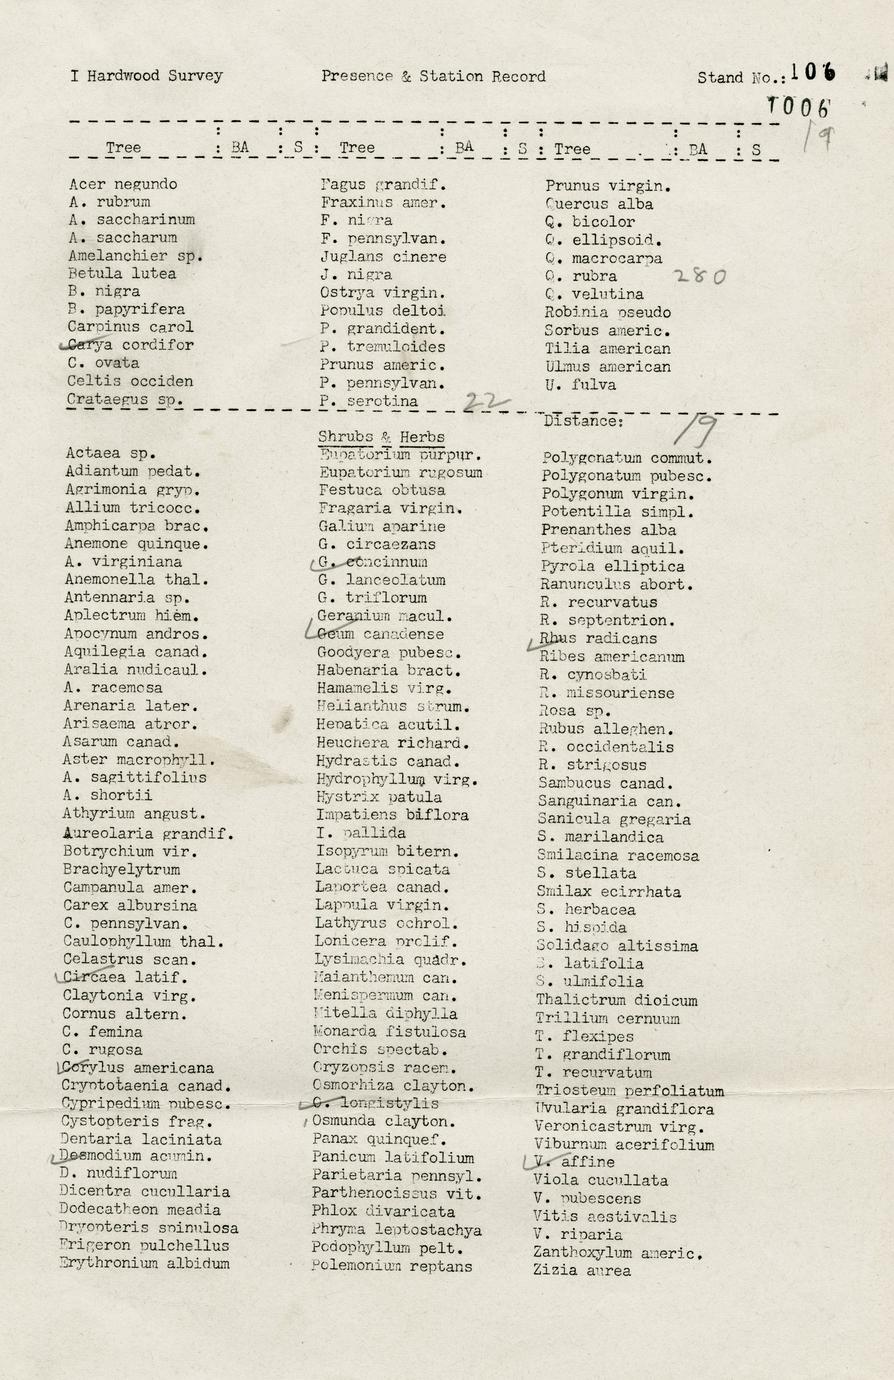 I Hardwood Survey Presence & Station Record Stand No.: 106
1006
19
Tree : BA : S : Tree : BA : S : Tree : BA : S
Acer negundo
A. rubrum
A. saccharinum
A. saccharum
Amelanchier sp.
Betula lutea
B. nigra
B. papyrifera
Carpinus carol
Carya cordifor
C. ovata
Celtis occiden
Crataegus sp.
Fagus grandif.
Fraxinus amer.
F. nigra
F. pennsylvan.
Juglans cinere
J. nigra
Ostrya virgin.
Populus deltoi
P. grandident.
P. tremuloides
Prunus americ.
P. pennsylvan.
P. serotina 22
Prunus virgin.
Quercus alba
Q. bicolor
Q. ellipsoid.
Q. macrocarpa
Q. rubra 280
Q. velutina
Robinia pseudo
Sorbus americ.
Tilia american
Ulmus american
U. fulva
Distance: 19
Shrubs & Herbs
Actaea sp.
Adiantum pedat.
Agrimonia gryp.
Allium tricocc.
Amphicarpa brac.
Anemone quinque.
A. virginiana
Anemonella thal.
Antennaria sp.
Aplectrum hiem.
Apocynum andros.
Aquilegia canad.
Aralia nudicaul.
A. racemosa
Arenaria later.
Arisaema atror.
Asarum canad.
Aster macrophyll.
A. sagittifolius
A. shortii
Athyrium angust.
Aureolaria grandif.
Botrychium vir.
Brachyelytrum
Campanula amer.
Carex albursina
C. pennsylvan.
Caulophyllum thal.
Celastrus scan.
Circaea latif.
Claytonia virg.
Cornus altern.
C. femina
C. rugosa
Corylus americana
Cryptotaenia canad.
Cypripedium pubesc.
Cystopteris frag.
Dentaria laciniata
Desmodium acumin.
D. nudiflorum
Dicentra cucullaria
Dodecatheon meadia
Dryopteris spinulosa
Erigeron pulchellus
Erythronium albidum
Eupatorium purpur.
Eupatorium rugosum
Festuca obtusa
Fragaria virgin.
Galium aparine
G. circaezans
G. concinnum
G. lanceolatum
G. triflorum
Geranium macul.
Geum canadense
Goodyera pubesc.
Habenaria bract.
Hamamelis virg.
Helianthus strum.
Hepatica acutil.
Heuchera richard.
Hydrastis canad.
Hydrophyllum virg.
Hystrix patula
Impatiens biflora
I. pallida
Isopyrum bitern.
Lactuca spicata
Laportea canad.
Lappula virgin.
Lathyrus ochrol.
Lonicera prolif.
Lysimachia quadr.
Maianthemum can.
Menispermum can.
Mitella diphylla
Monarda fistulosa
Orchis spectab.
Oryzopsis racem.
Osmorhiza clayton.
O. longistylis
Osmunda clayton.
Panax quinquef.
Panicum latifolium
Parietaria pennsyl.
Parthenocissus vit.
Phlox divaricata
Phryma leptostachya
Podophyllum pelt.
Polemonium reptans
Polygonatum commut.
Polygonatum pubesc.
Polygonum virgin.
Potentilla simpl.
Prenanthes alba
Pteridium aquil.
Pyrola elliptica
Ranunculus abort.
R. recurvatus
R. septentrion.
Rhus radicans
Ribes americanum
R. cynosbati
R. missouriense
Rosa sp.
Rubus alleghen.
R. occidentalis
R. strigosus
Sambucus canad.
Sanguinaria can.
Sanicula gregaria
S. marilandica
Smilacina racemosa
S. stellata
Smilax ecirrhata
S. herbacea
S. hispida
Solidago altissima
S. latifolia
S. ulmifolia
Thalictrum dioicum
Trillium cernuum
T. flexipes
T. grandiflorum
T. recurvatum
Triosteum perfoliatum
Uvularia grandiflora
Veronicastrum virg.
Viburnum acerifolium
V. affine
Viola cucullata
V. pubescens
Vitis aestivalis
V. riparia
Zanthoxylum americ.
Zizia aurea